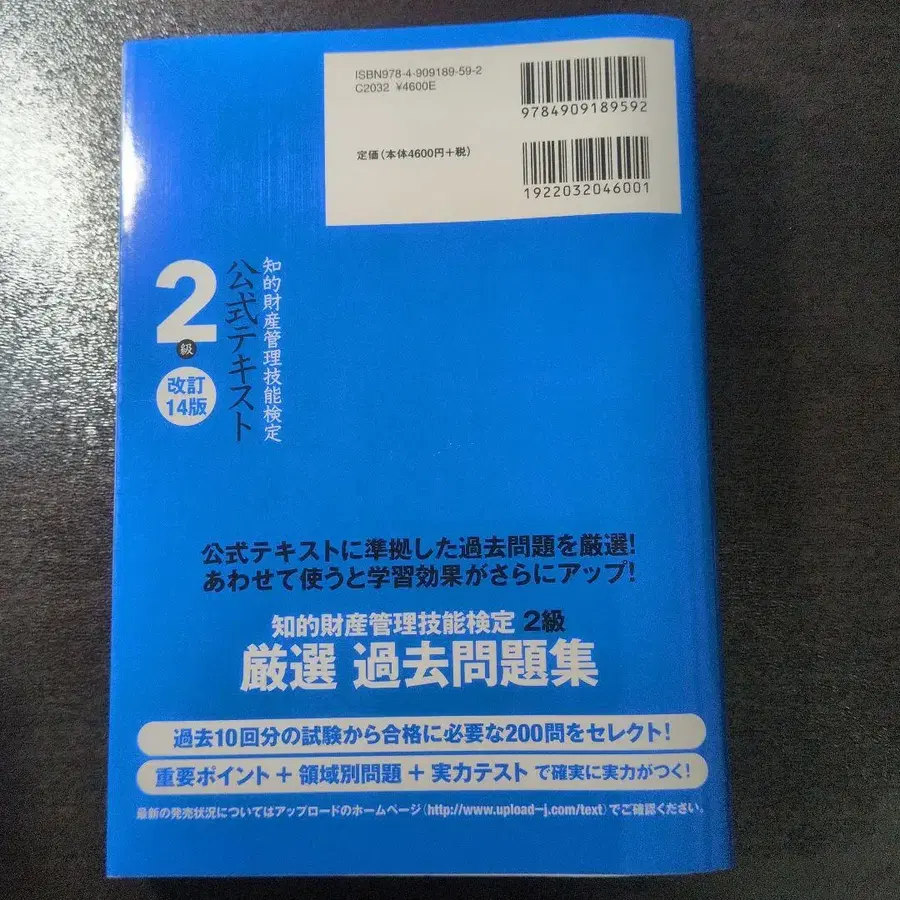 ISBN978-4-909189-59-2
C2032 ¥4600E
9784909189592
定価(本体4600円+税)
1922032046001
知的財産管理技能検定
公式テキスト
2級
改訂
14版
公式テキストに準拠した過去問題を厳選!
あわせて使うと学習効果がさらにアップ!
知的財産管理技能検定 2級
厳選 過去問題集
過去10回分の試験から合格に必要な200問をセレクト!
重要ポイント+領域別問題+実力テストで確実に実力がつく!
最新の発売状況についてはアップロードのホームページ(http://www.upload-j.com/text)でご確認ください。